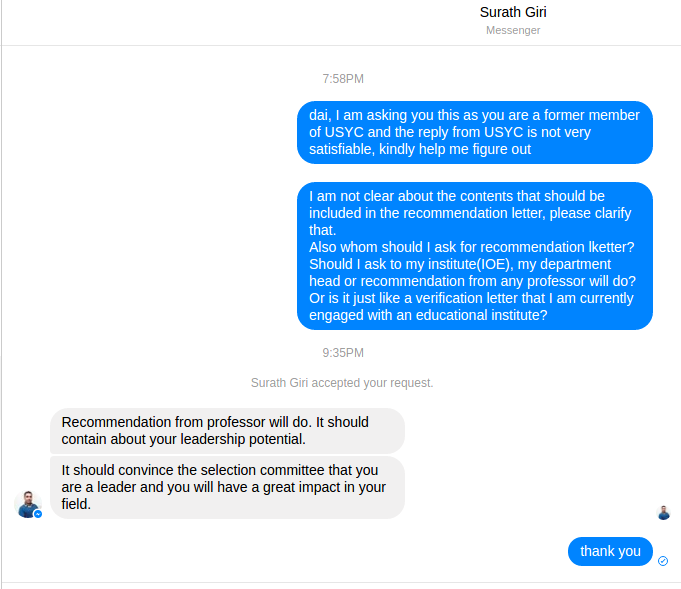 Surath Giri
Messenger
7:58PM
dai, I am asking you this as you are a former member
of USYC and the reply from USYC is not very
satisfiable, kindly help me figure out
I am not clear about the contents that should be
included in the recommendation letter, please clarify
that.
Also whom should I ask for recommendation lketter?
Should I ask to my institute(IOE), my department
head or recommendation from any professor will do?
Or is it just like a verification letter that I am currently
engaged with an educational institute?
9:35PM
Surath Giri accepted your request.
Recommendation from professor will do. It should
contain about your leadership potential.
It should convince the selection committee that you
are a leader and you will have a great impact in your
field.
thank you